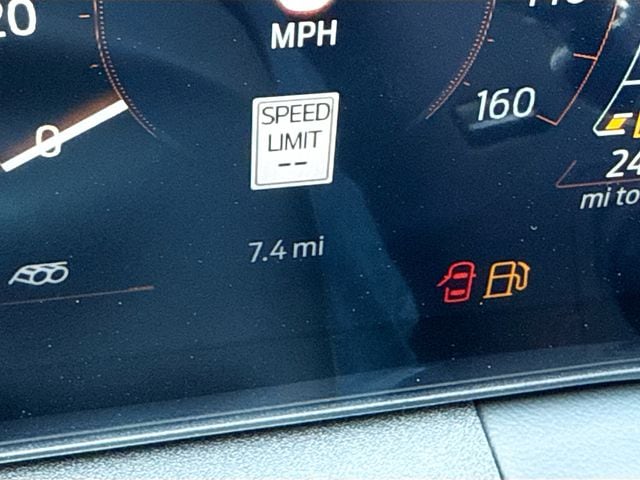 20
MPH
0
160
SPEED
LIMIT
--
24
mi to
7.4 mi